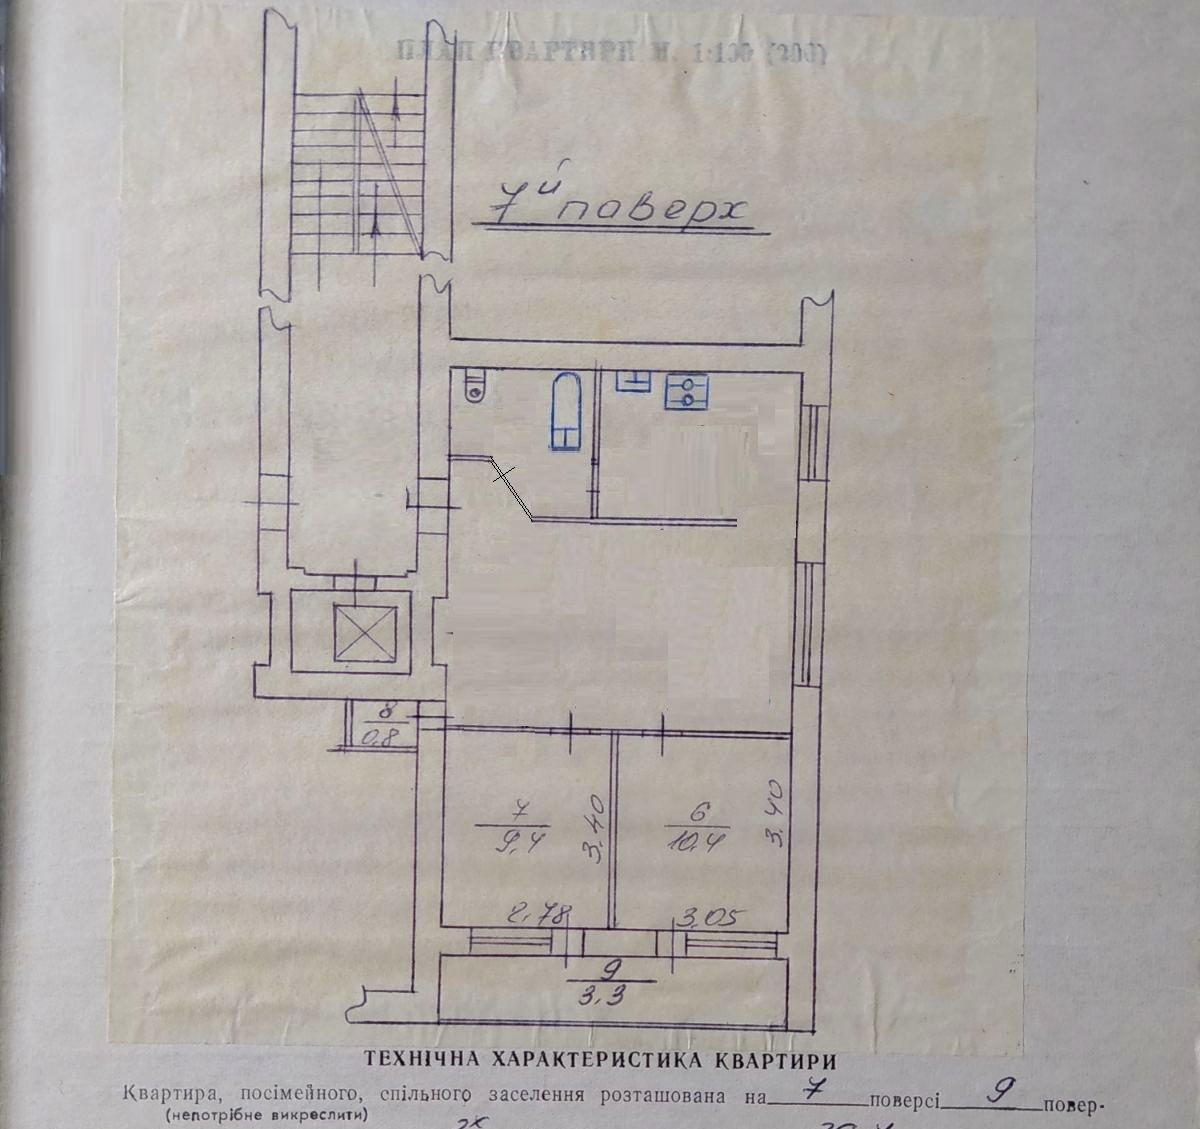 ПЛАН КВАРТИРИ М. 1:100 (200)
7й поверх
8
0.8
7
9,4
3.40
6
10,4
3.40
2,78
3.05
9
3.3
ТЕХНІЧНА ХАРАКТЕРИСТИКА КВАРТИРИ
Квартира, посімейного, спільного заселення розташована на 7 поверсі 9 повер-
(непотрібне викреслити)